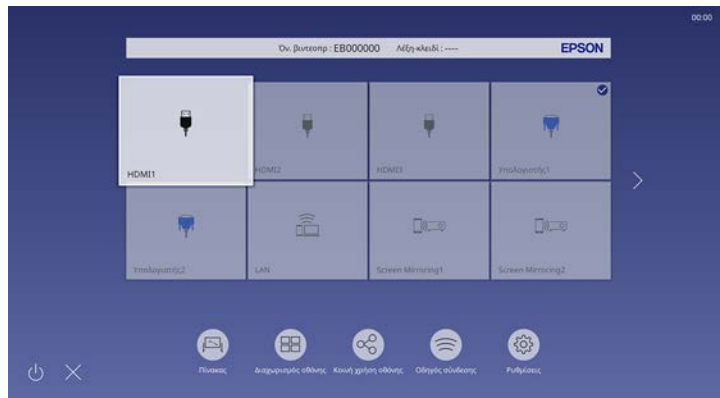 00:00
Όν. βιντεοπρ : EB000000 Λέξη-κλειδί : ---- EPSON
HDMI1 HDMI2 HDMI3 Υπολογιστής1
Υπολογιστής2 LAN Screen Mirroring1 Screen Mirroring2
Πίνακας Διαχωρισμός οθόνης Κοινή χρήση οθόνης Οδηγός σύνδεσης Ρυθμίσεις